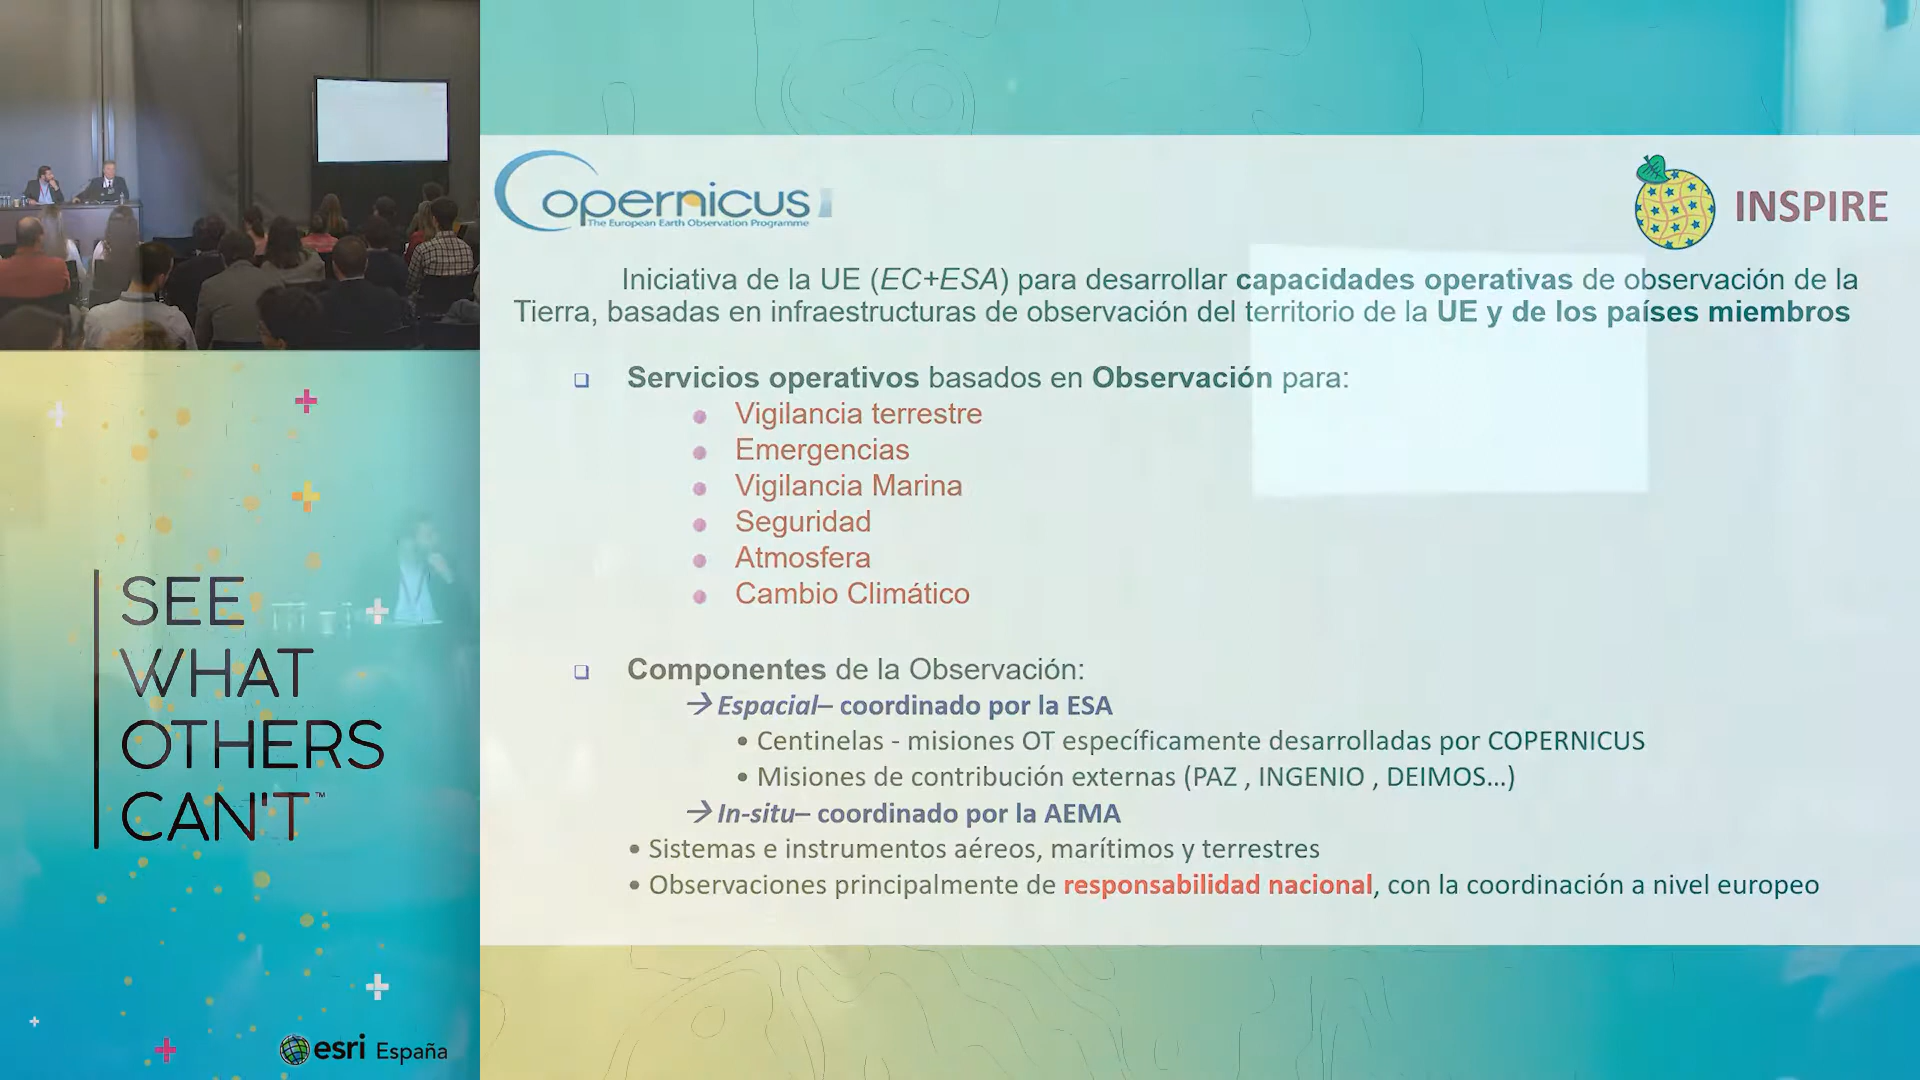 Copernicus
The European Earth Observation Programme
INSPIRE
Iniciativa de la UE (EC+ESA) para desarrollar capacidades operativas de observación de la
Tierra, basadas en infraestructuras de observación del territorio de la UE y de los países miembros
❑ Servicios operativos basados en Observación para:
● Vigilancia terrestre
● Emergencias
● Vigilancia Marina
● Seguridad
● Atmosfera
● Cambio Climático
❑ Componentes de la Observación:
→ Espacial– coordinado por la ESA
• Centinelas - misiones OT específicamente desarrolladas por COPERNICUS
• Misiones de contribución externas (PAZ , INGENIO , DEIMOS...)
→ In-situ– coordinado por la AEMA
• Sistemas e instrumentos aéreos, marítimos y terrestres
• Observaciones principalmente de responsabilidad nacional, con la coordinación a nivel europeo
SEE
WHAT
OTHERS
CAN'T™
esri España